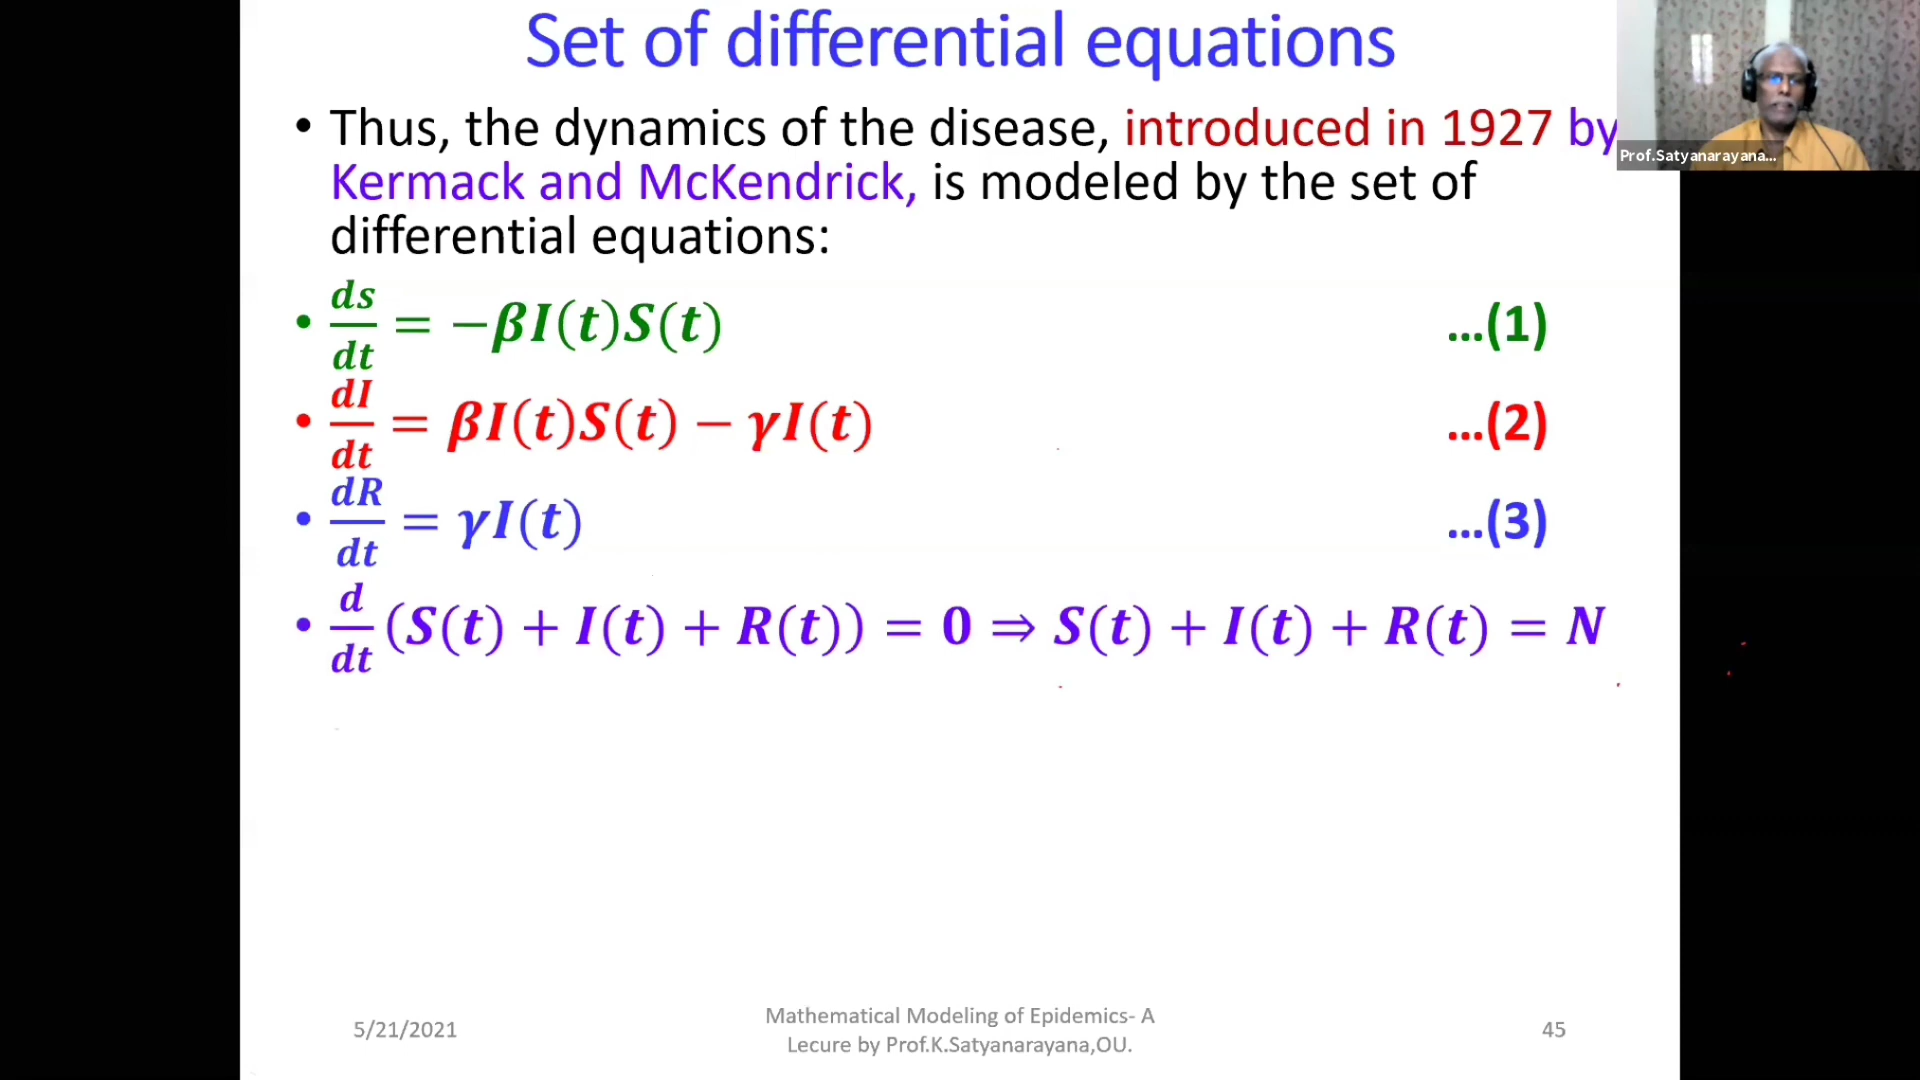 Set of differential equations
• Thus, the dynamics of the disease, introduced in 1927 by
Kermack and McKendrick, is modeled by the set of
differential equations:
• ds/dt = −βI(t)S(t) ...(1)
• dI/dt = βI(t)S(t) − γI(t) ...(2)
• dR/dt = γI(t) ...(3)
• d/dt (S(t) + I(t) + R(t)) = 0 ⇒ S(t) + I(t) + R(t) = N
Prof.Satyanarayana...
5/21/2021
Mathematical Modeling of Epidemics- A
Lecure by Prof.K.Satyanarayana,OU.
45